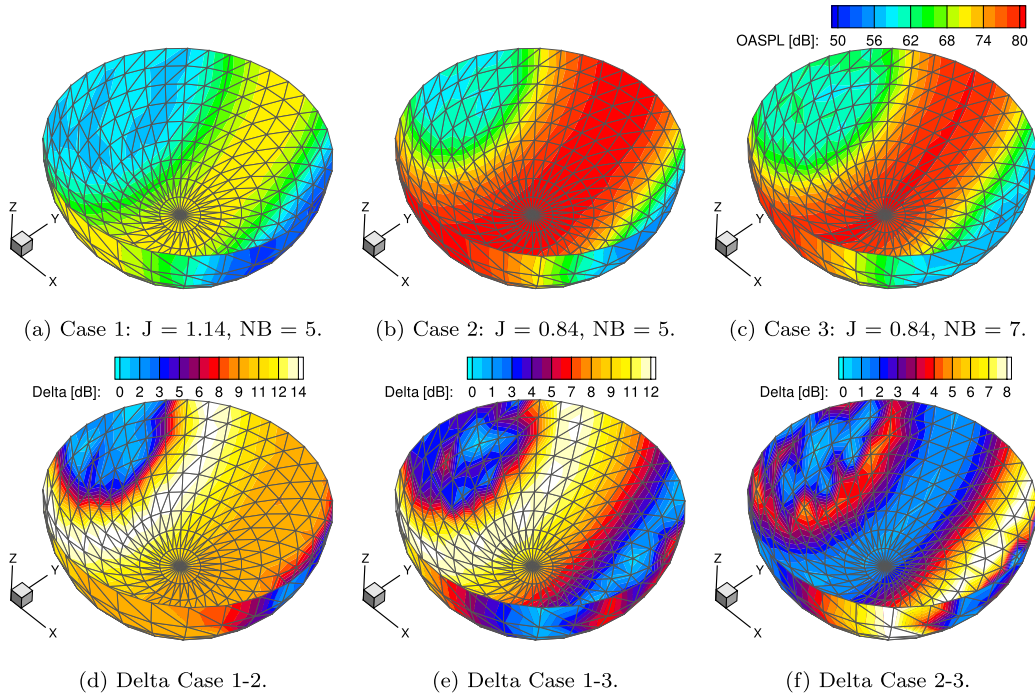 OASPL [dB]: 50 56 62 68 74 80
Z Y X
Z Y X
Z Y X
(a) Case 1: J = 1.14, NB = 5.
(b) Case 2: J = 0.84, NB = 5.
(c) Case 3: J = 0.84, NB = 7.
Delta [dB]: 0 2 3 5 6 8 9 11 12 14
Delta [dB]: 0 1 3 4 5 7 8 9 11 12
Delta [dB]: 0 1 2 3 4 4 5 6 7 8
Z Y X
Z Y X
Z Y X
(d) Delta Case 1-2.
(e) Delta Case 1-3.
(f) Delta Case 2-3.